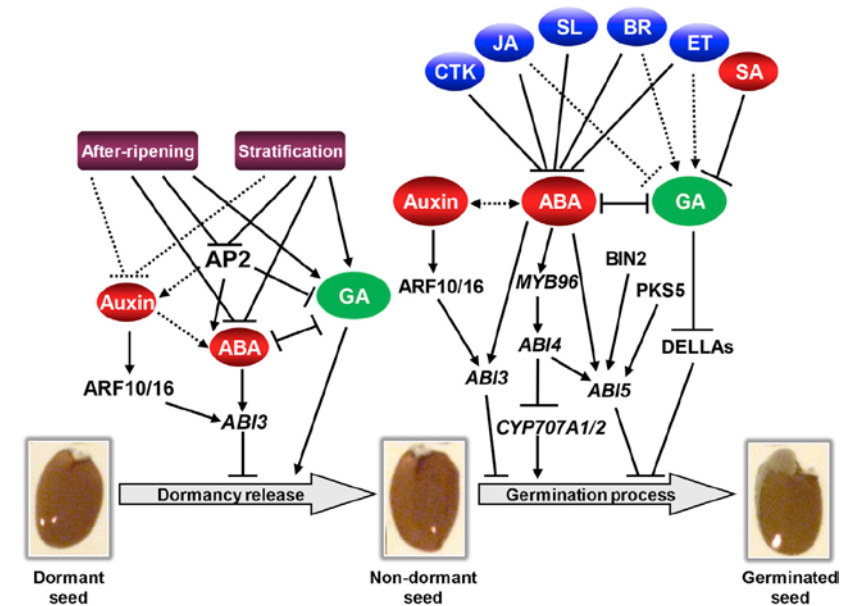 SL
BR
JA
ET
CTK
SA
After-ripening
Stratification
Auxin
ABA
GA
AP2
BIN2
GA
ARF10/16
MYB96
PKS5
Auxin
ABA
ABI4
DELLAs
ARF10/16
ABI3
ABI5
ABI3
CYP707A1/2
Dormancy release
Germination process
Dormant
seed
Non-dormant
seed
Germinated
seed